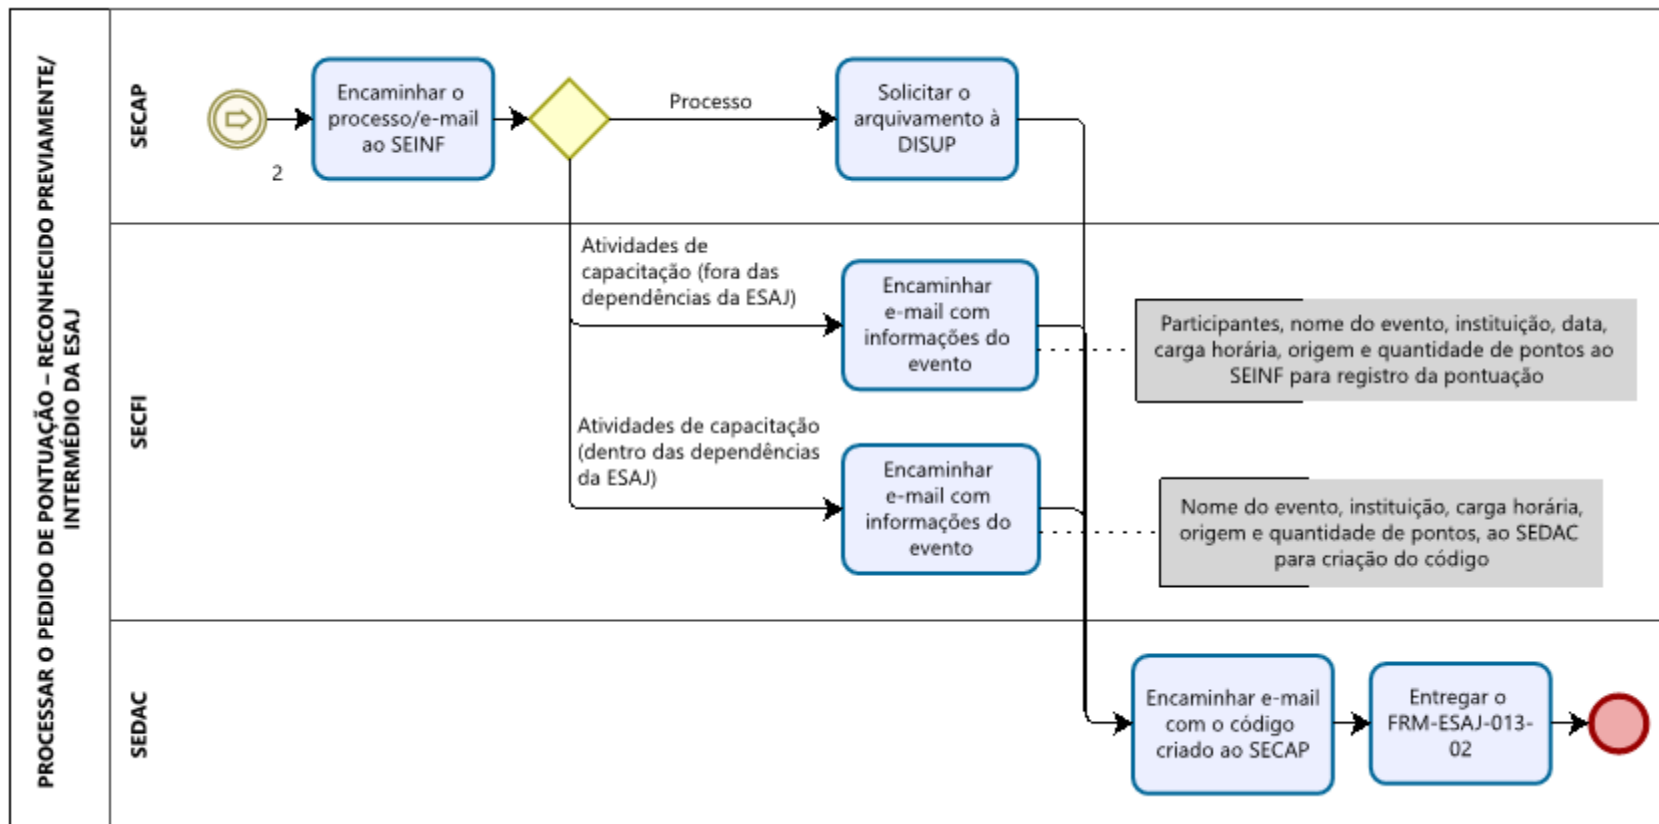 PROCESSAR O PEDIDO DE PONTUAÇÃO – RECONHECIDO PREVIAMENTE/
INTERMÉDIO DA ESAJ
SECAP
2
Encaminhar o
processo/e-mail
ao SEINF
Processo
Solicitar o
arquivamento à
DISUP
SECFI
Atividades de
capacitação (fora das
dependências da ESAJ)
Encaminhar
e-mail com
informações do
evento
Participantes, nome do evento, instituição, data,
carga horária, origem e quantidade de pontos ao
SEINF para registro da pontuação
Atividades de capacitação
(dentro das dependências
da ESAJ)
Encaminhar
e-mail com
informações do
evento
Nome do evento, instituição, carga horária,
origem e quantidade de pontos, ao SEDAC
para criação do código
SEDAC
Encaminhar e-mail
com o código
criado ao SECAP
Entregar o
FRM-ESAJ-013-
02